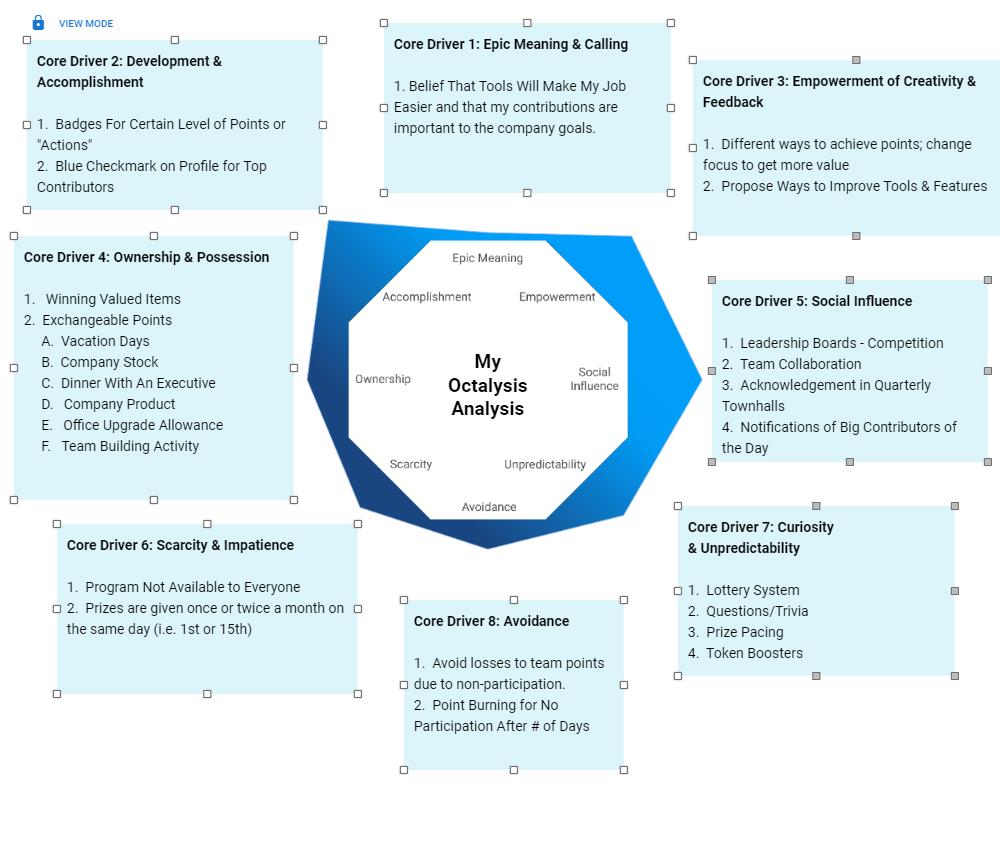 VIEW MODE
Core Driver 2: Development &
Accomplishment
1. Badges For Certain Level of Points or
"Actions"
2. Blue Checkmark on Profile for Top
Contributors
Core Driver 1: Epic Meaning & Calling
1. Belief That Tools Will Make My Job
Easier and that my contributions are
important to the company goals.
Core Driver 3: Empowerment of Creativity &
Feedback
1. Different ways to achieve points; change
focus to get more value
2. Propose Ways to Improve Tools & Features
Core Driver 4: Ownership & Possession
1. Winning Valued Items
2. Exchangeable Points
A. Vacation Days
B. Company Stock
C. Dinner With An Executive
D. Company Product
E. Office Upgrade Allowance
F. Team Building Activity
Epic Meaning
Accomplishment
Empowerment
Ownership
My
Octalysis
Analysis
Social
Influence
Scarcity
Unpredictability
Avoidance
Core Driver 5: Social Influence
1. Leadership Boards - Competition
2. Team Collaboration
3. Acknowledgement in Quarterly
Townhalls
4. Notifications of Big Contributors of
the Day
Core Driver 6: Scarcity & Impatience
1. Program Not Available to Everyone
2. Prizes are given once or twice a month on
the same day (i.e. 1st or 15th)
Core Driver 8: Avoidance
1. Avoid losses to team points
due to non-participation.
2. Point Burning for No
Participation After # of Days
Core Driver 7: Curiosity
& Unpredictability
1. Lottery System
2. Questions/Trivia
3. Prize Pacing
4. Token Boosters